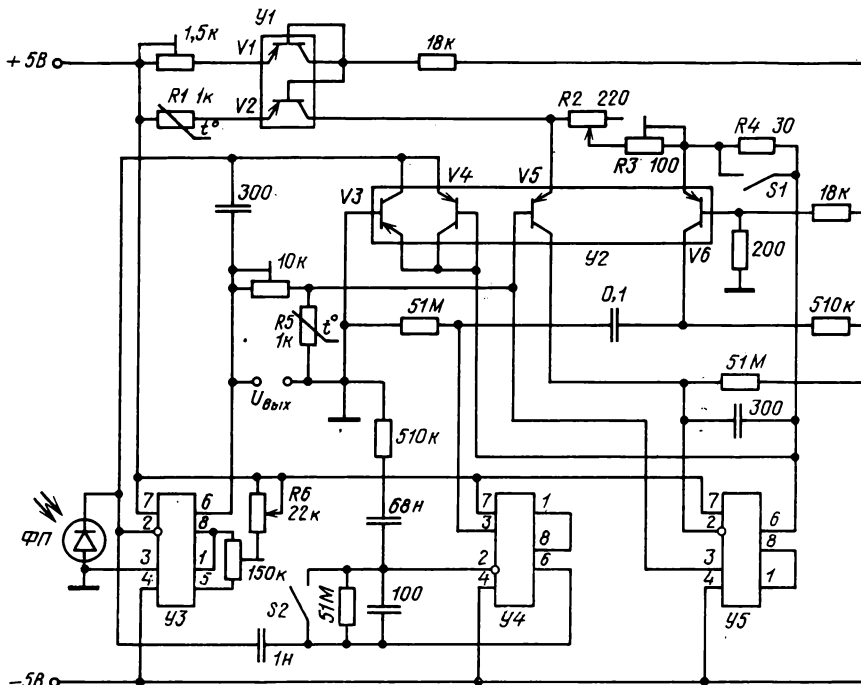 1,5к
У1
+5В
V1
18к
R1 1к
t°
V2
R2 220
R4 30
R3 100
S1
300
V3
V4
V5
18к
У2
V6
200
10к
R5
1к
t°
51М
0,1
510к
Uвых
51М
300
510к
ФП
7 6
2 8
3 1
4 5
У3
R6
22к
150к
68н
S2
51М
100
1н
7 1
3
2 8
4 6
У4
7
2 6
3 8
4 1
У5
−5В